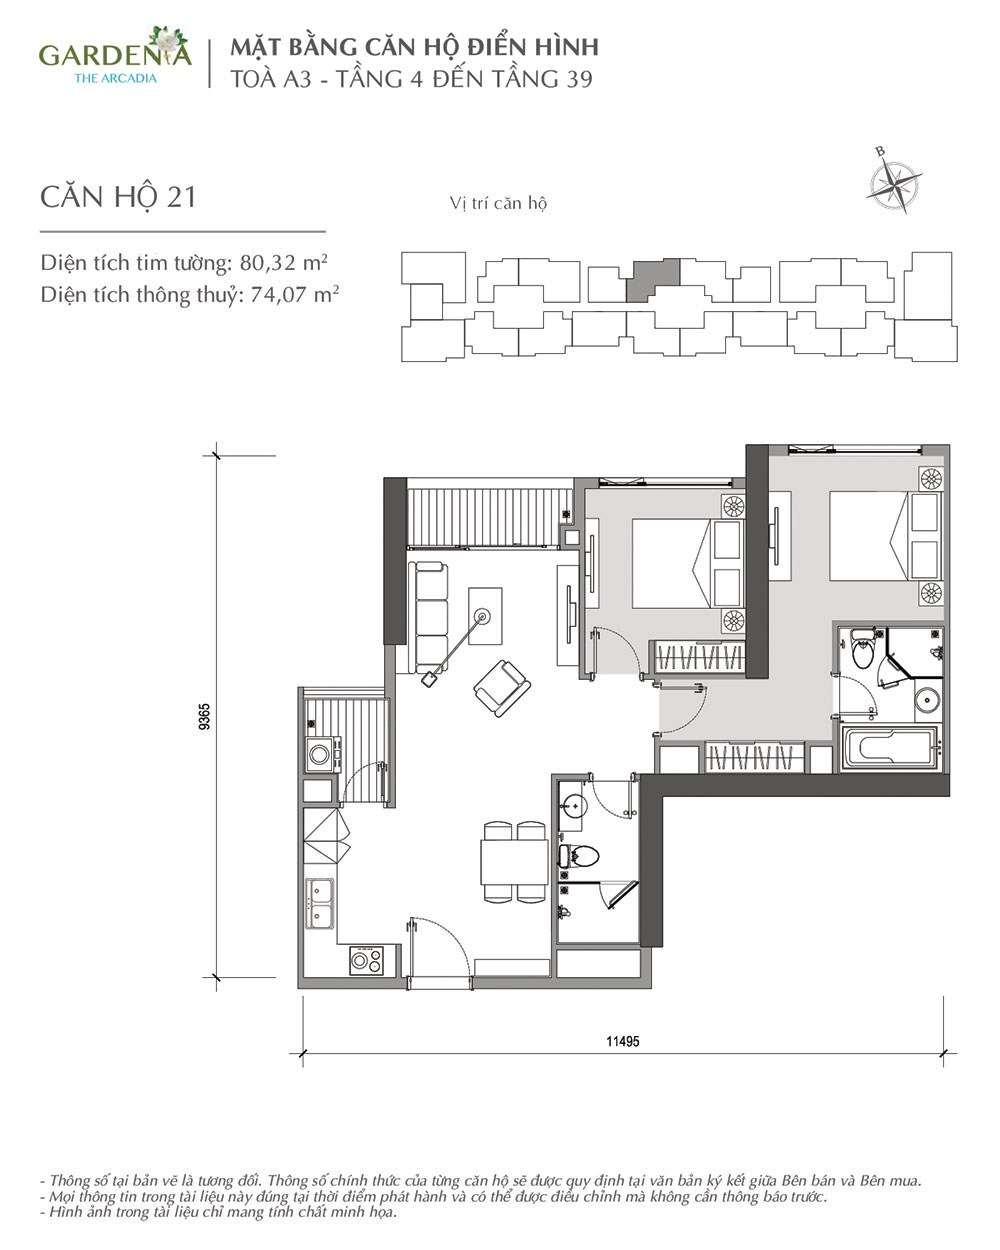 GARDENIA
THE ARCADIA
MẶT BẰNG CĂN HỘ ĐIỂN HÌNH
TOÀ A3 - TẦNG 4 ĐẾN TẦNG 39
CĂN HỘ 21
Vị trí căn hộ
B
Diện tích tim tường: 80,32 m²
Diện tích thông thuỷ: 74,07 m²
9365
11495
- Thông số tại bản vẽ là tương đối. Thông số chính thức của từng căn hộ sẽ được quy định tại văn bản ký kết giữa Bên bán và Bên mua.
- Mọi thông tin trong tài liệu này đúng tại thời điểm phát hành và có thể được điều chỉnh mà không cần thông báo trước.
- Hình ảnh trong tài liệu chỉ mang tính chất minh họa.